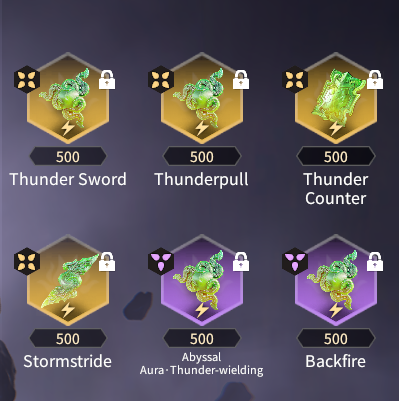 500 500 500
Thunder Sword Thunderpull Thunder
Counter
500 500 500
Stormstride Abyssal Backfire
Aura·Thunder-wielding